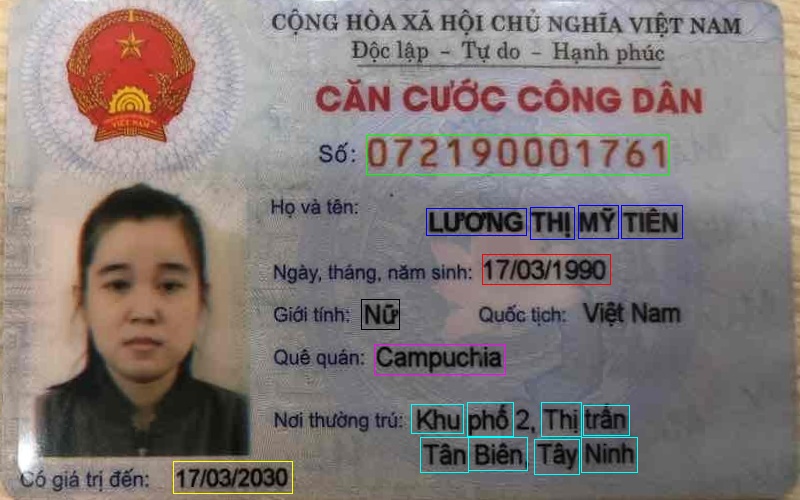 CỘNG HÒA XÃ HỘI CHỦ NGHĨA VIỆT NAM
Độc lập - Tự do - Hạnh phúc
CĂN CƯỚC CÔNG DÂN
Số: 072190001761
Họ và tên:
LƯƠNG THỊ MỸ TIÊN
Ngày, tháng, năm sinh: 17/03/1990
Giới tính: Nữ Quốc tịch: Việt Nam
Quê quán: Campuchia
Nơi thường trú: Khu phố 2, Thị trấn
Tân Biên, Tây Ninh
Có giá trị đến: 17/03/2030
VIỆT NAM